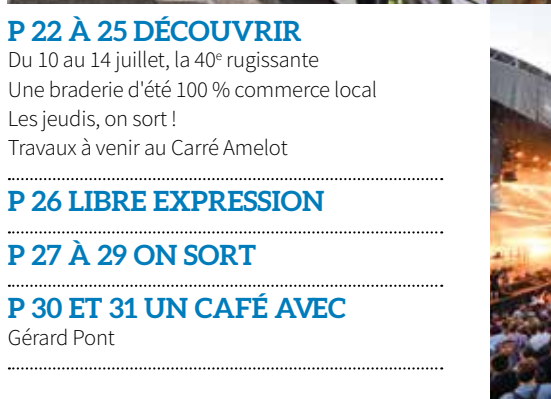 P 22 À 25 DÉCOUVRIR
Du 10 au 14 juillet, la 40e rugissante
Une braderie d'été 100 % commerce local
Les jeudis, on sort !
Travaux à venir au Carré Amelot
P 26 LIBRE EXPRESSION
P 27 À 29 ON SORT
P 30 ET 31 UN CAFÉ AVEC
Gérard Pont